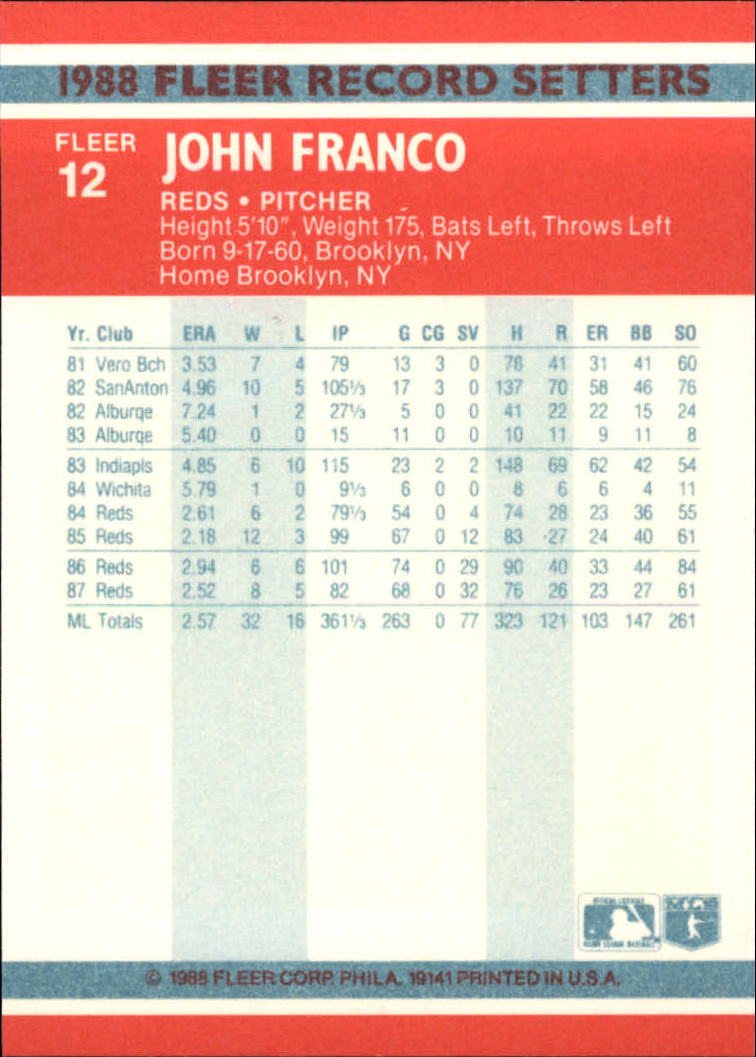 1988 FLEER RECORD SETTERS
FLEER
12
JOHN FRANCO
REDS • PITCHER
Height 5'10", Weight 175, Bats Left, Throws Left
Born 9-17-60, Brooklyn, NY
Home Brooklyn, NY
Yr. Club ERA W L IP G CG SV H R ER BB SO
81 Vero Bch 3.53 7 4 79 13 3 0 78 41 31 41 60
82 SanAnton 4.96 10 5 105⅓ 17 3 0 137 70 58 46 76
82 Alburqe 7.24 1 2 27⅓ 5 0 0 41 22 22 15 24
83 Alburqe 5.40 0 0 15 11 0 0 10 11 9 11 8
83 Indiapls 4.85 6 10 115 23 2 2 148 69 62 42 54
84 Wichita 5.79 1 0 9⅓ 6 0 0 8 6 6 4 11
84 Reds 2.61 6 2 79⅓ 54 0 4 74 28 23 36 55
85 Reds 2.18 12 3 99 67 0 12 83 27 24 40 61
86 Reds 2.94 6 6 101 74 0 29 90 40 33 44 84
87 Reds 2.52 8 5 82 68 0 32 76 26 23 27 61
ML Totals 2.57 32 16 361⅓ 263 0 77 323 121 103 147 261
© 1988 FLEER CORP. PHILA. 19141 PRINTED IN U.S.A.